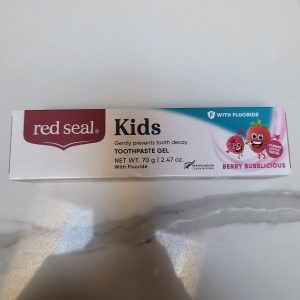 red seal®
Kids
Gently prevents tooth decay
TOOTHPASTE GEL
NET WT. 70 g | 2.47 oz.
With Fluoride
F WITH FLUORIDE
BERRY BUBBLICIOUS